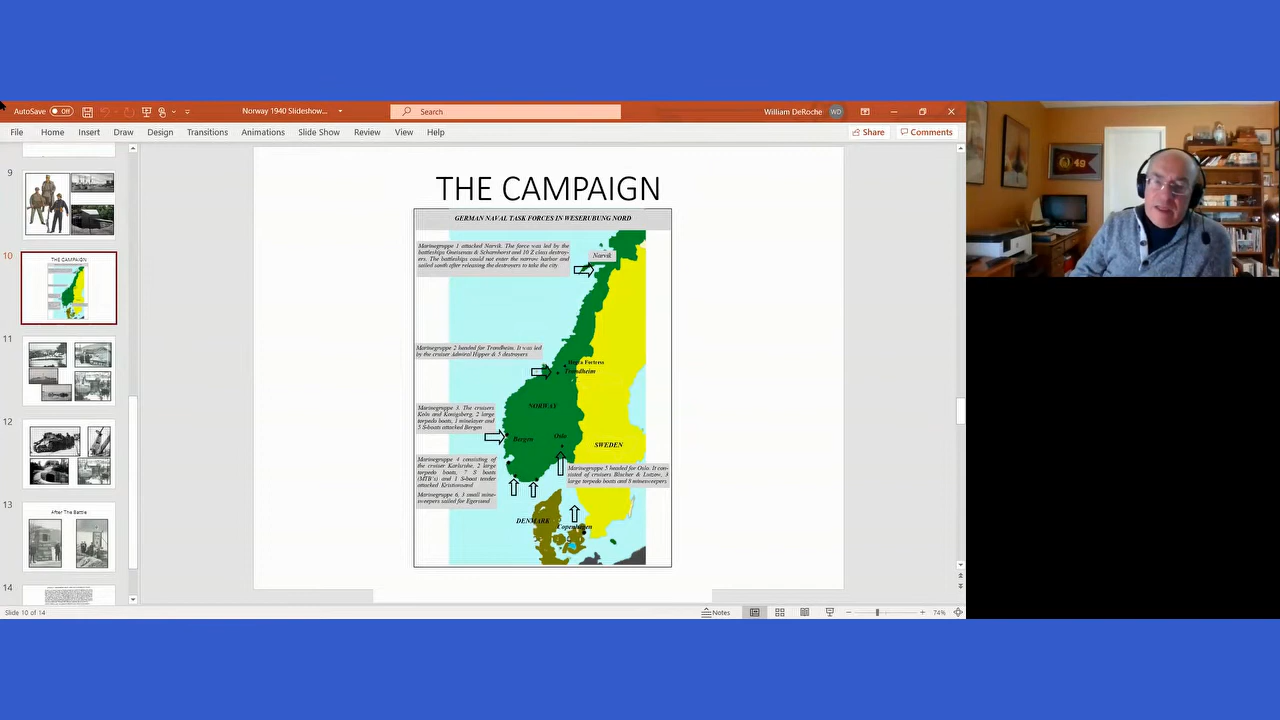 AutoSave Off
Norway 1940 Slideshow...
Search
William DeRoche
WD
File Home Insert Draw Design Transitions Animations Slide Show Review View Help
Share Comments
9
10
THE CAMPAIGN
11
12
13
After The Battle
14
THE CAMPAIGN
GERMAN NAVAL TASK FORCES IN WESERUBUNG NORD
Marinegruppe 1 attacked Narvik. The force was led by the
battleships Gneisenau & Scharnhorst and 10 Z class destroy-
ers. The battleships could not enter the narrow harbor and
sailed south after releasing the destroyers to take the city
Narvik
Marinegruppe 2 headed for Trondheim. It was led
by the cruiser Admiral Hipper & 5 destroyers
Fortress
Trondheim
Marinegruppe 3. The cruisers
Koln and Konigsberg, 2 large
torpedo boats, 1 minelayer and
5 S-boats attacked Bergen
NORWAY
Bergen
Oslo
SWEDEN
Marinegruppe 4 consisting of
the cruiser Karlsruhe, 2 large
torpedo boats, 7 S boats
(MTB's) and 1 S-boat tender
attacked Kristiansand
Marinegruppe 6, 3 small mine-
sweepers sailed for Egersund
Marinegruppe 5 headed for Oslo. It con-
sisted of cruisers Blucher & Lutzow, 3
large torpedo boats and 8 minesweepers
DENMARK
Copenhagen
49
Slide 10 of 14
Notes
74%